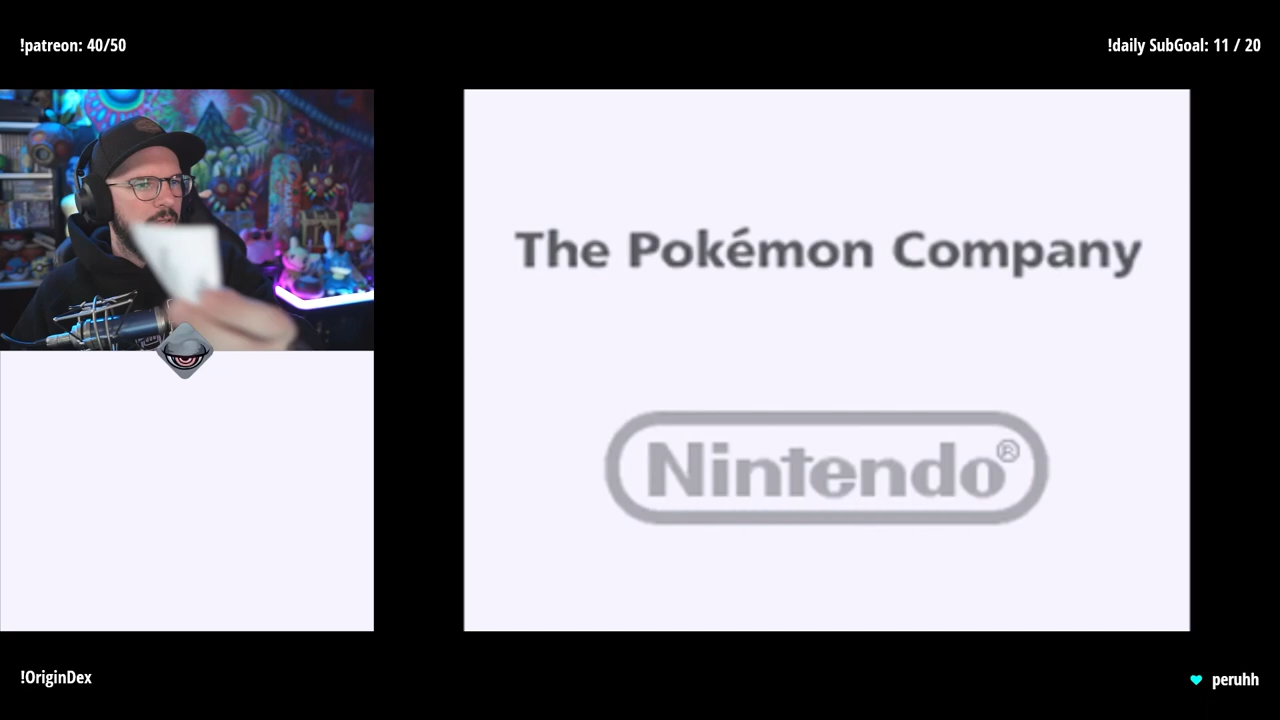 !patreon: 40/50
!daily SubGoal: 11 / 20
The Pokémon Company
Nintendo®
!OriginDex
peruhh